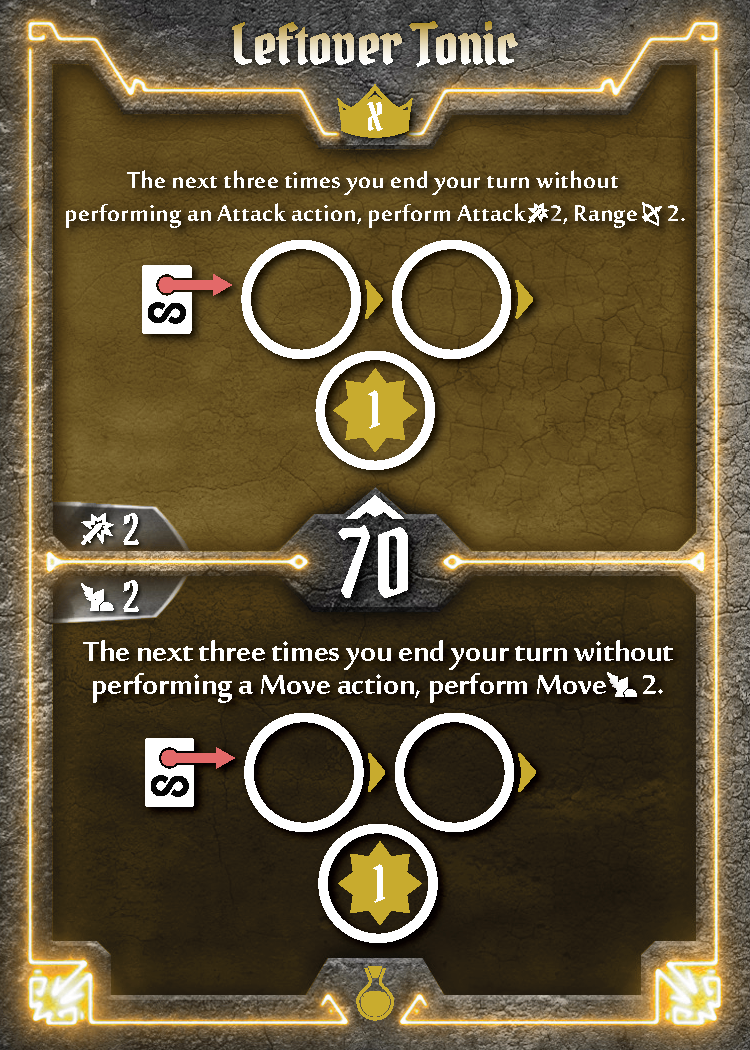 Leftover Tonic
X
The next three times you end your turn without
performing an Attack action, perform Attack 2, Range 2.
S
1
2
70
2
The next three times you end your turn without
performing a Move action, perform Move 2.
S
1